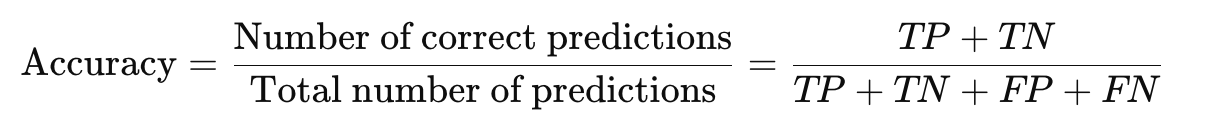 Accuracy = Number of correct predictions / Total number of predictions = TP + TN / TP + TN + FP + FN